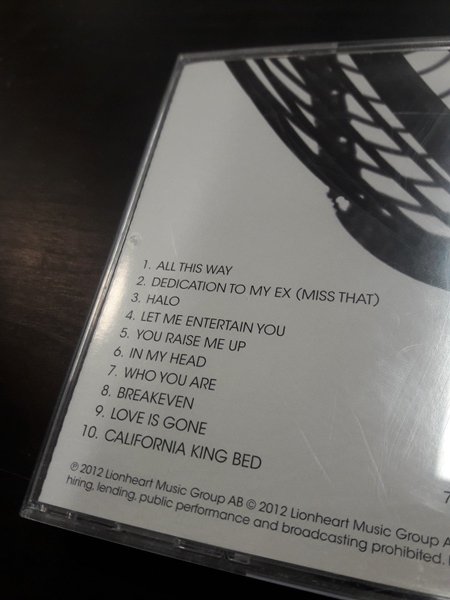 1. ALL THIS WAY
2. DEDICATION TO MY EX (MISS THAT)
3. HALO
4. LET ME ENTERTAIN YOU
5. YOU RAISE ME UP
6. IN MY HEAD
7. WHO YOU ARE
8. BREAKEVEN
9. LOVE IS GONE
10. CALIFORNIA KING BED
℗ 2012 Lionheart Music Group AB © 2012 Lionheart Music Group A
hiring, lending, public performance and broadcasting prohibited.
7